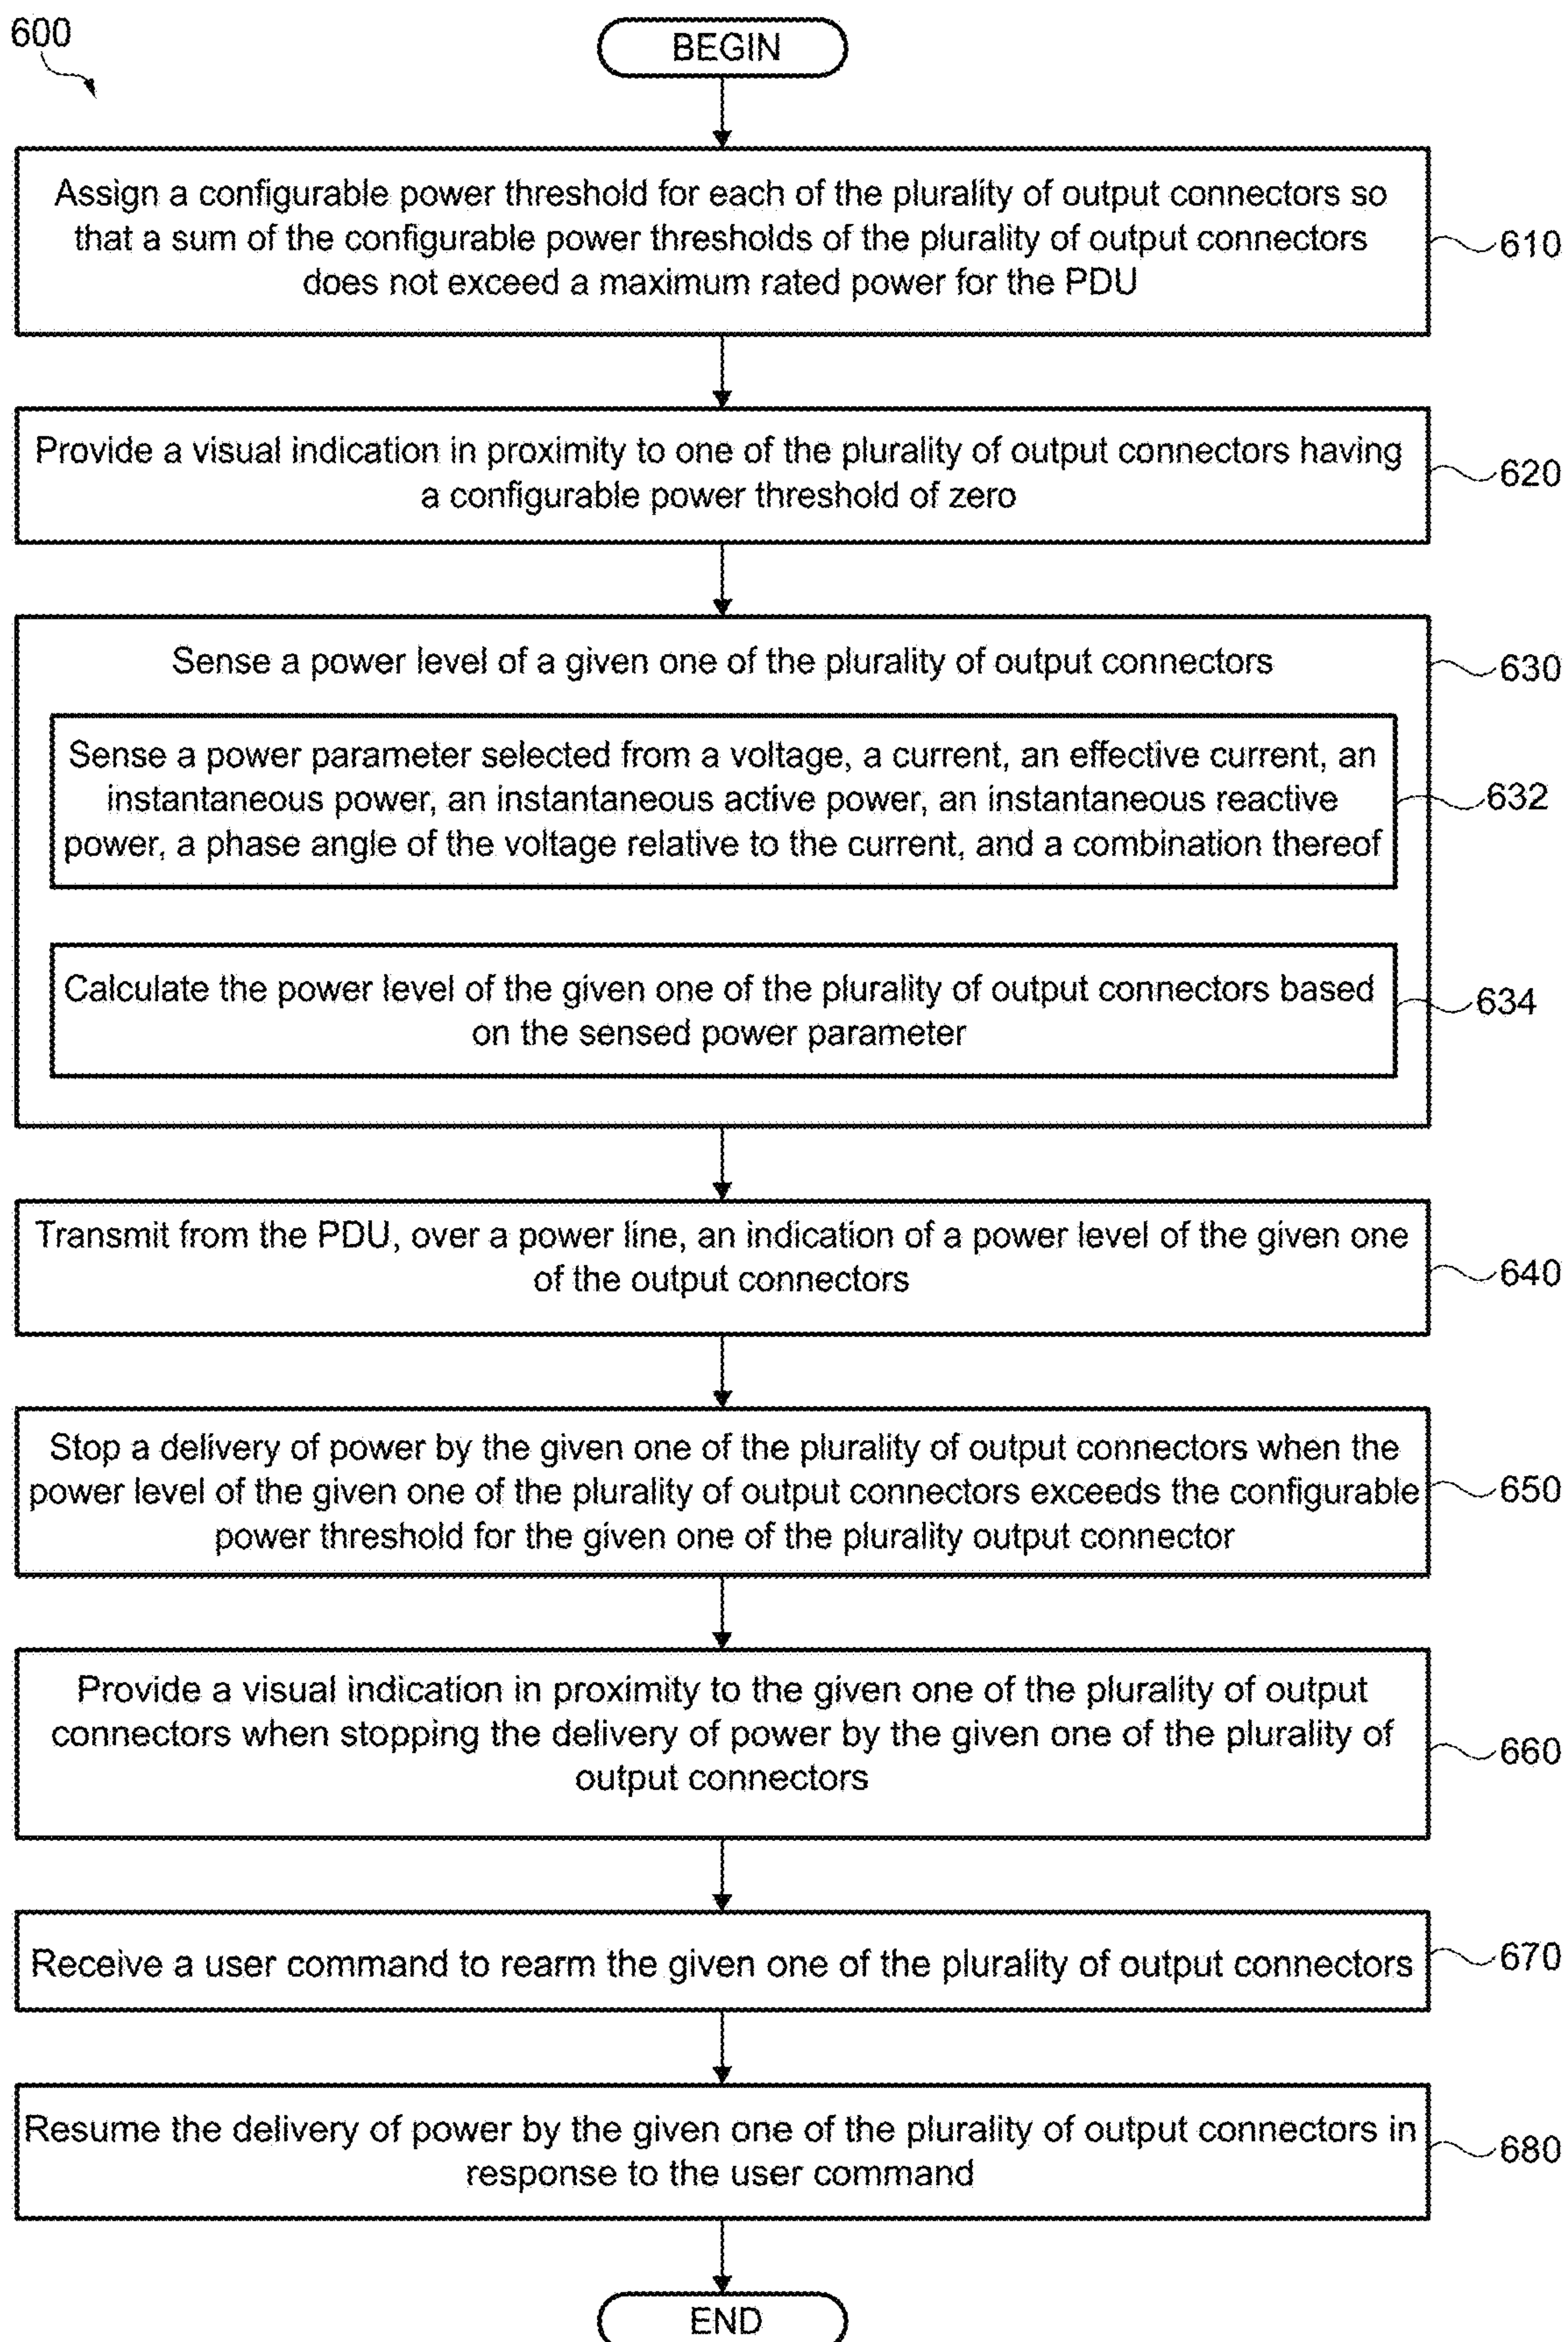 600
BEGIN
Assign a configurable power threshold for each of the plurality of output connectors so
that a sum of the configurable power thresholds of the plurality of output connectors
does not exceed a maximum rated power for the PDU
610
Provide a visual indication in proximity to one of the plurality of output connectors having
a configurable power threshold of zero
620
Sense a power level of a given one of the plurality of output connectors
630
Sense a power parameter selected from a voltage, a current, an effective current, an
instantaneous power, an instantaneous active power, an instantaneous reactive
power, a phase angle of the voltage relative to the current, and a combination thereof
632
Calculate the power level of the given one of the plurality of output connectors based
on the sensed power parameter
634
Transmit from the PDU, over a power line, an indication of a power level of the given one
of the output connectors
640
Stop a delivery of power by the given one of the plurality of output connectors when the
power level of the given one of the plurality of output connectors exceeds the configurable
power threshold for the given one of the plurality output connector
650
Provide a visual indication in proximity to the given one of the plurality of output
connectors when stopping the delivery of power by the given one of the plurality of
output connectors
660
Receive a user command to rearm the given one of the plurality of output connectors
670
Resume the delivery of power by the given one of the plurality of output connectors in
response to the user command
680
END